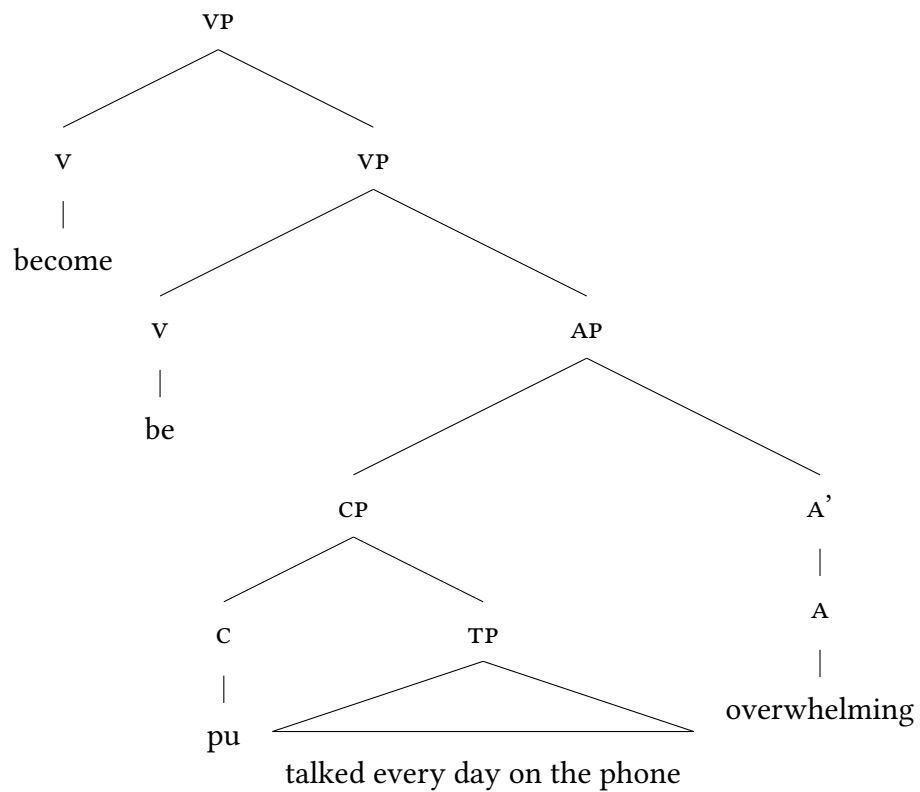 VP
V VP
become
V AP
be
CP A’
A
C TP
overwhelming
pu
talked every day on the phone